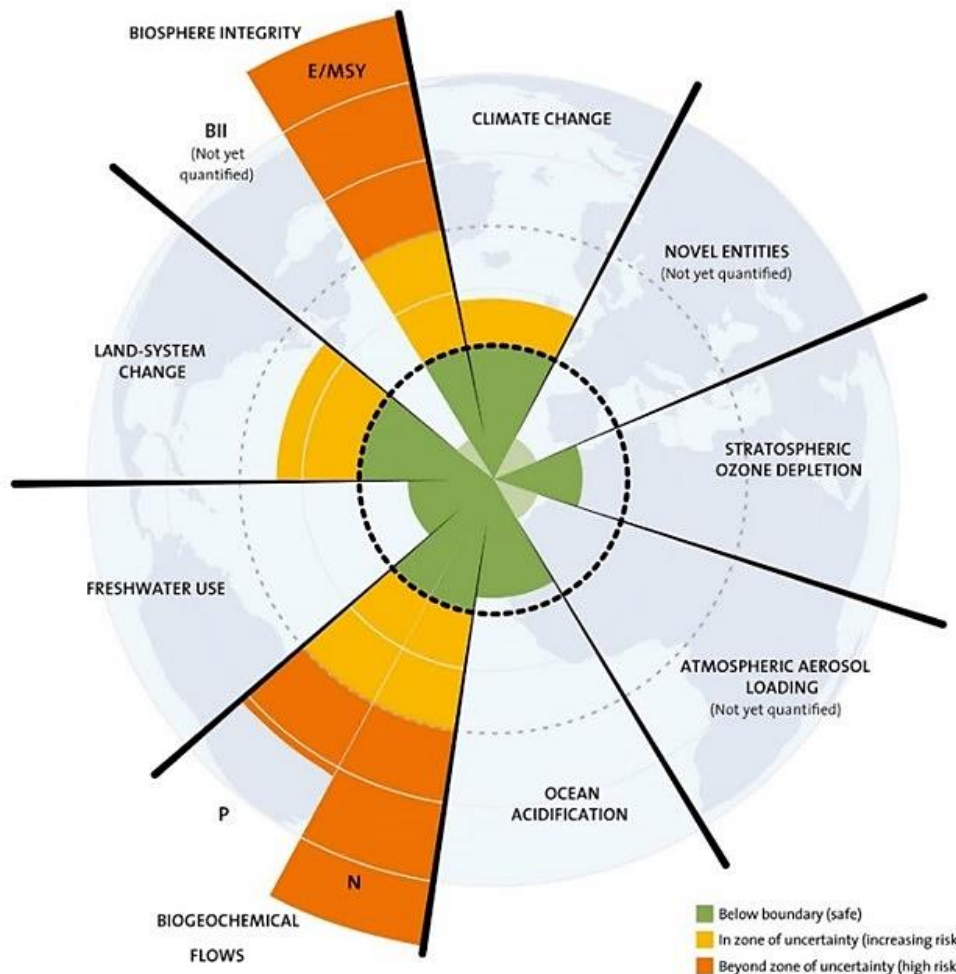 BIOSPHERE INTEGRITY
E/MSY
BII
(Not yet
quantified)
CLIMATE CHANGE
NOVEL ENTITIES
(Not yet quantified)
LAND-SYSTEM
CHANGE
STRATOSPHERIC
OZONE DEPLETION
FRESHWATER USE
ATMOSPHERIC AEROSOL
LOADING
(Not yet quantified)
OCEAN
ACIDIFICATION
P
N
BIOGEOCHEMICAL
FLOWS
Below boundary (safe)
In zone of uncertainty (increasing risk
Beyond zone of uncertainty (high risk